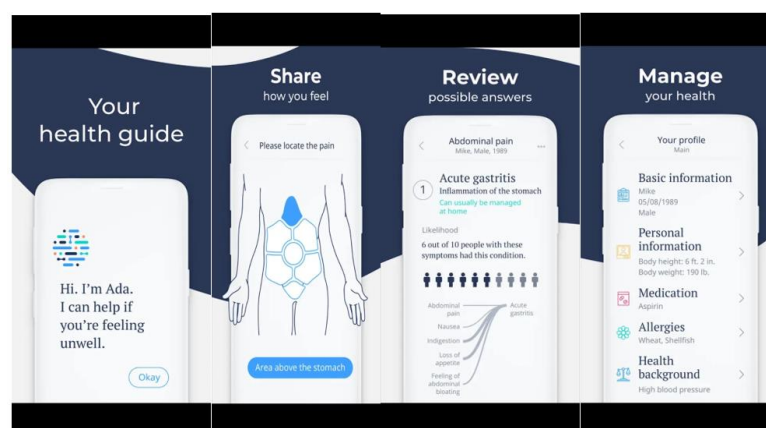 Your
health guide
Hi. I'm Ada.
I can help if
you're feeling
unwell.
Okay
Share
how you feel
Please locate the pain
Area above the stomach
Review
possible answers
Abdominal pain
Mike, Male, 1989
1
Acute gastritis
Inflammation of the stomach
Can usually be managed
at home
Likelihood
6 out of 10 people with these
symptoms had this condition.
Abdominal
pain
Acute
gastritis
Nausea
Indigestion
Loss of
appetite
Feeling of
abdominal
bloating
Manage
your health
Your profile
Main
Basic information
Mike
05/08/1989
Male
Personal
information
Body height: 6 ft. 2 in.
Body weight: 190 lb.
Medication
Aspirin
Allergies
Wheat, Shellfish
Health
background
High blood pressure